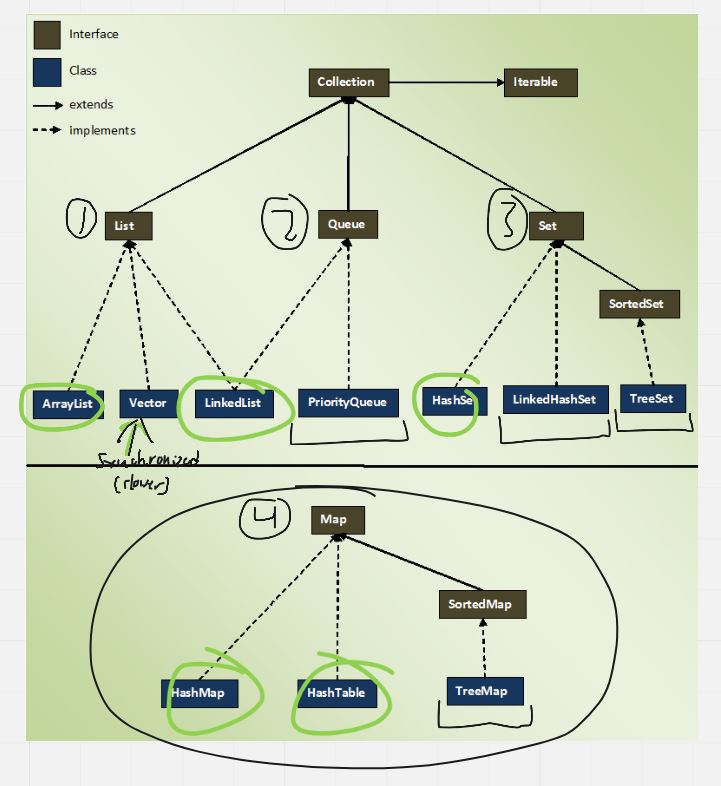 Interface
Class
extends
implements
Collection
Iterable
1
List
2
Queue
3
Set
SortedSet
ArrayList
Vector
LinkedList
PriorityQueue
HashSe
LinkedHashSet
TreeSet
Synchronized
(slower)
4
Map
SortedMap
HashMap
HashTable
TreeMap